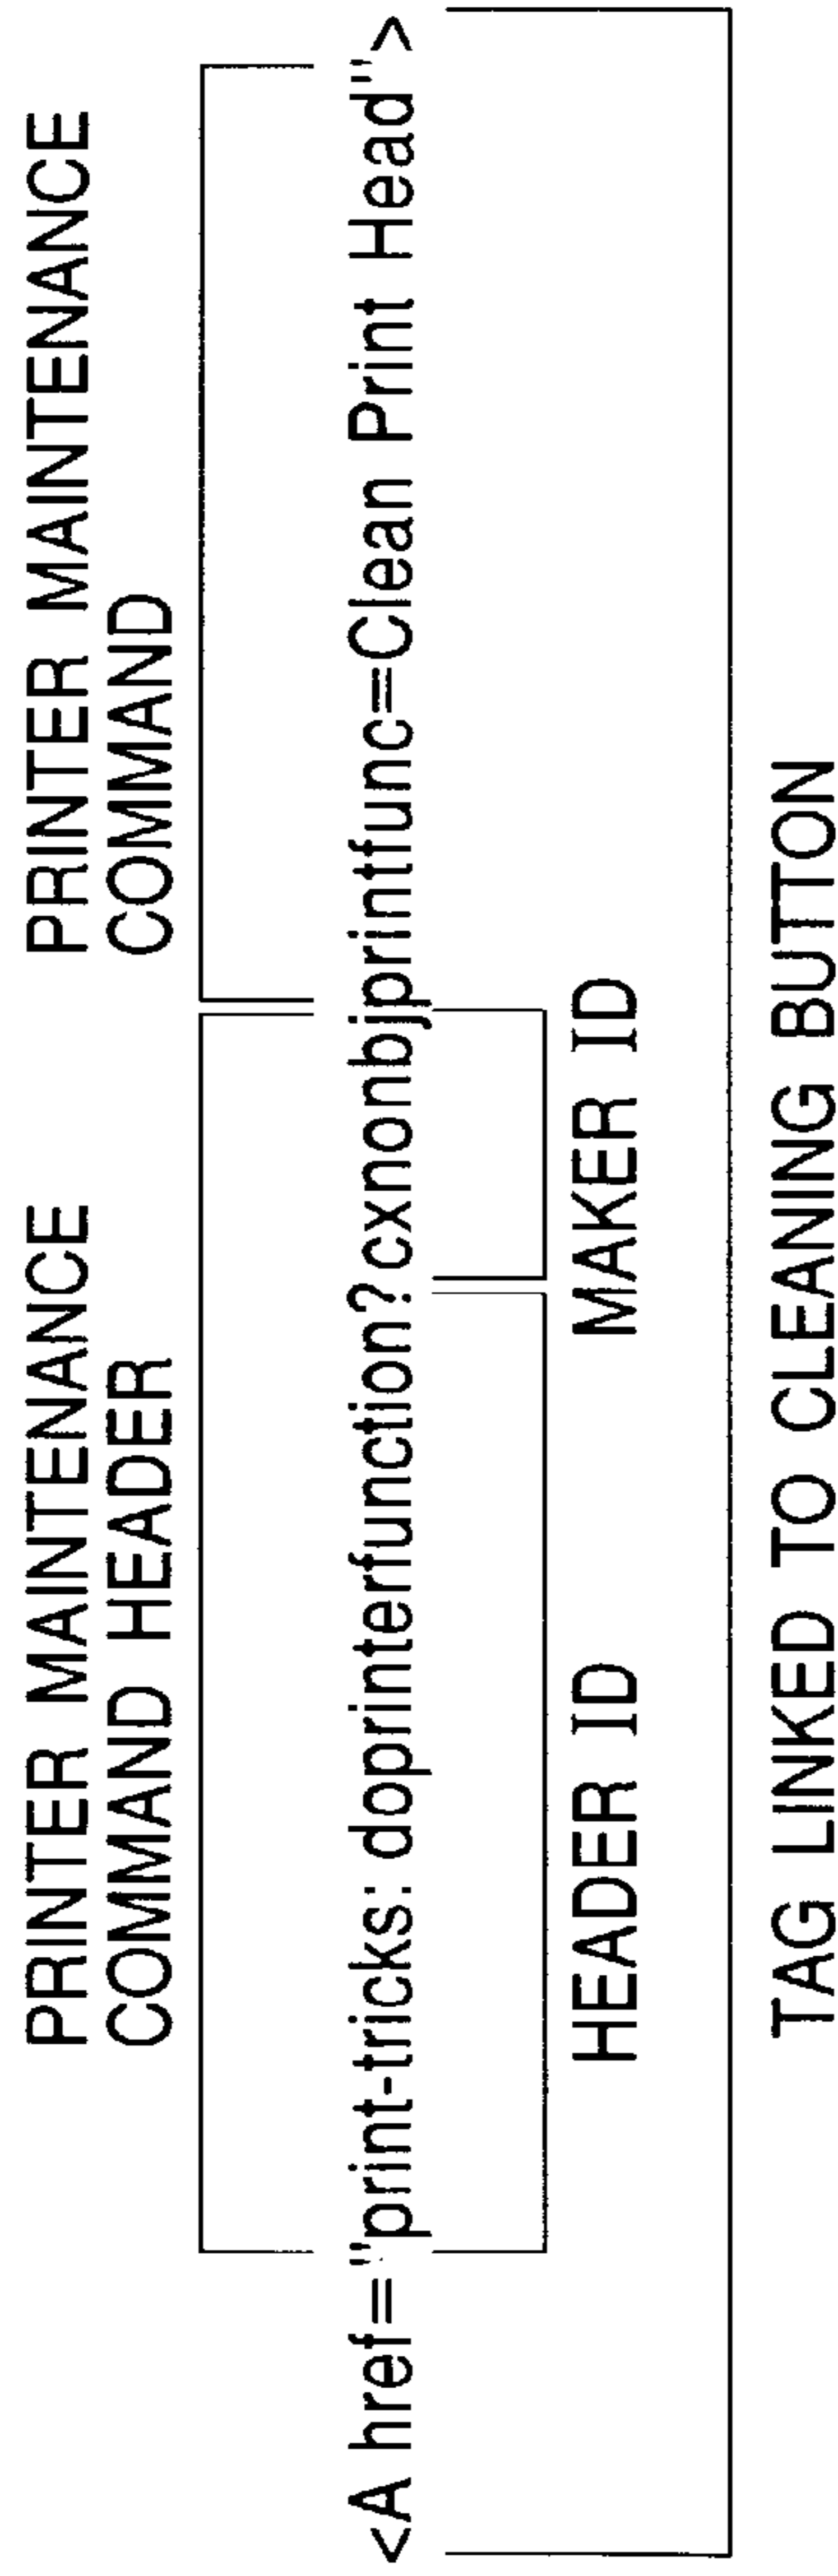 PRINTER MAINTENANCE
COMMAND HEADER
PRINTER MAINTENANCE
COMMAND
<A href="print-tricks: doprinterfunction?cxnonbjprintfunc=Clean Print Head">
HEADER ID
MAKER ID
TAG LINKED TO CLEANING BUTTON